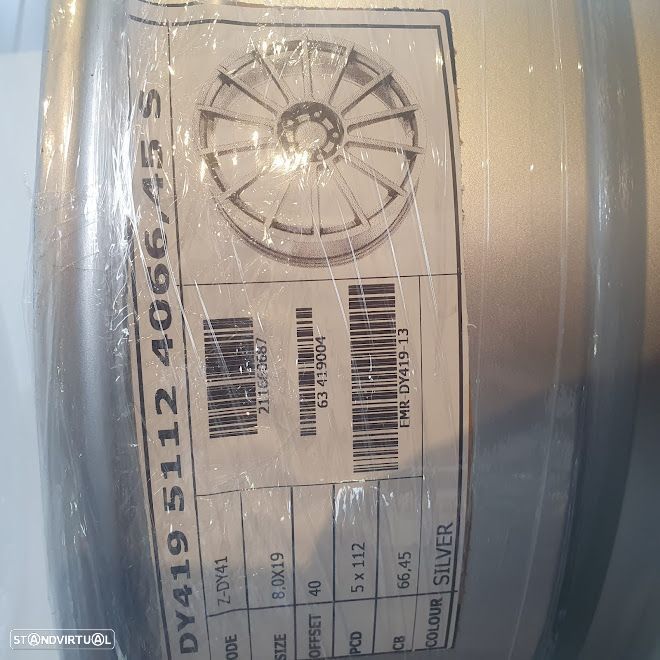 DY419 5112 4066,45 S
2111623687
63 419004
EMR-DY419-13
ODE Z-DY41
SIZE 8,0X19
OFFSET 40
PCD 5 x 112
CB 66,45
COLOUR SILVER
STANDVIRTUAL